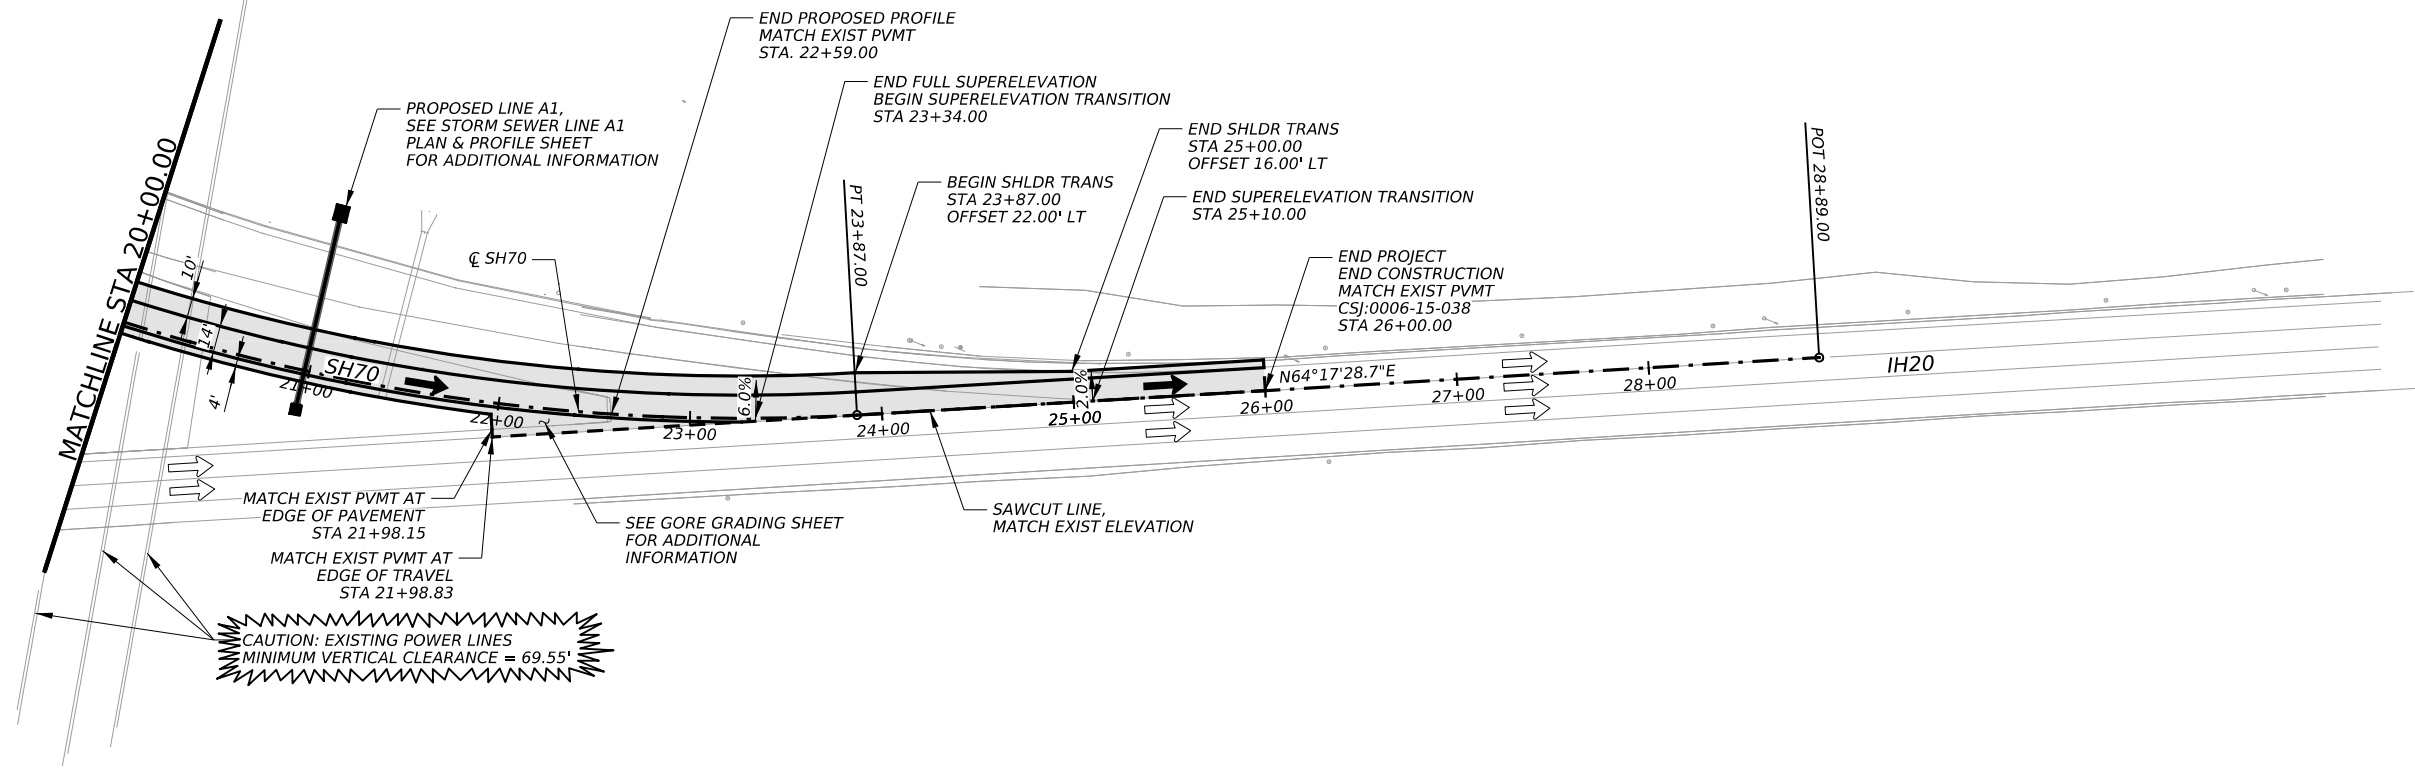 END PROPOSED PROFILE
MATCH EXIST PVMT
STA. 22+59.00
END FULL SUPERELEVATION
BEGIN SUPERELEVATION TRANSITION
STA 23+34.00
PROPOSED LINE A1,
SEE STORM SEWER LINE A1
PLAN & PROFILE SHEET
FOR ADDITIONAL INFORMATION
END SHLDR TRANS
STA 25+00.00
OFFSET 16.00' LT
BEGIN SHLDR TRANS
STA 23+87.00
OFFSET 22.00' LT
END SUPERELEVATION TRANSITION
STA 25+10.00
END PROJECT
END CONSTRUCTION
MATCH EXIST PVMT
CSJ:0006-15-038
STA 26+00.00
MATCHLINE STA 20+00.00
PT 23+87.00
POT 28+89.00
℄ SH70
10'
14'
4'
SH70
6.0%
2.0%
N64°17'28.7"E
IH20
21+00
22+00
23+00
24+00
25+00
26+00
27+00
28+00
MATCH EXIST PVMT AT
EDGE OF PAVEMENT
STA 21+98.15
MATCH EXIST PVMT AT
EDGE OF TRAVEL
STA 21+98.83
SEE GORE GRADING SHEET
FOR ADDITIONAL
INFORMATION
SAWCUT LINE,
MATCH EXIST ELEVATION
CAUTION: EXISTING POWER LINES
MINIMUM VERTICAL CLEARANCE = 69.55'